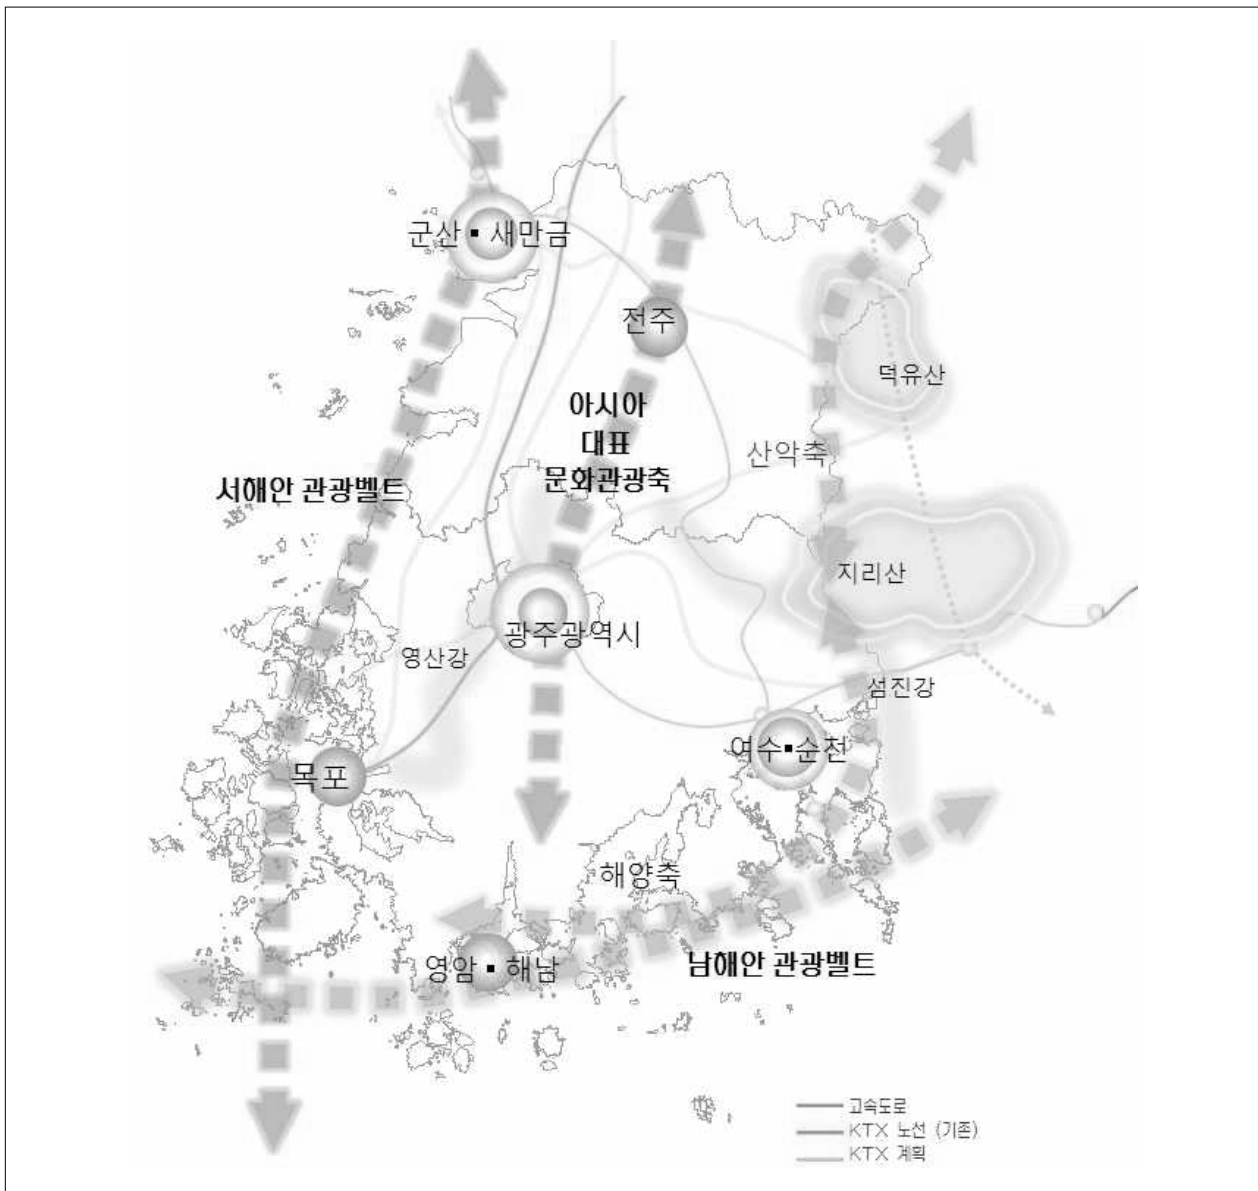 군산▪새만금
전주
덕유산
아시아
대표
문화관광축
산악축
서해안 관광벨트
지리산
광주광역시
영산강
섬진강
여수▪순천
목포
해양축
영암▪해남
남해안 관광벨트
고속도로
KTX 노선 (기존)
KTX 계획